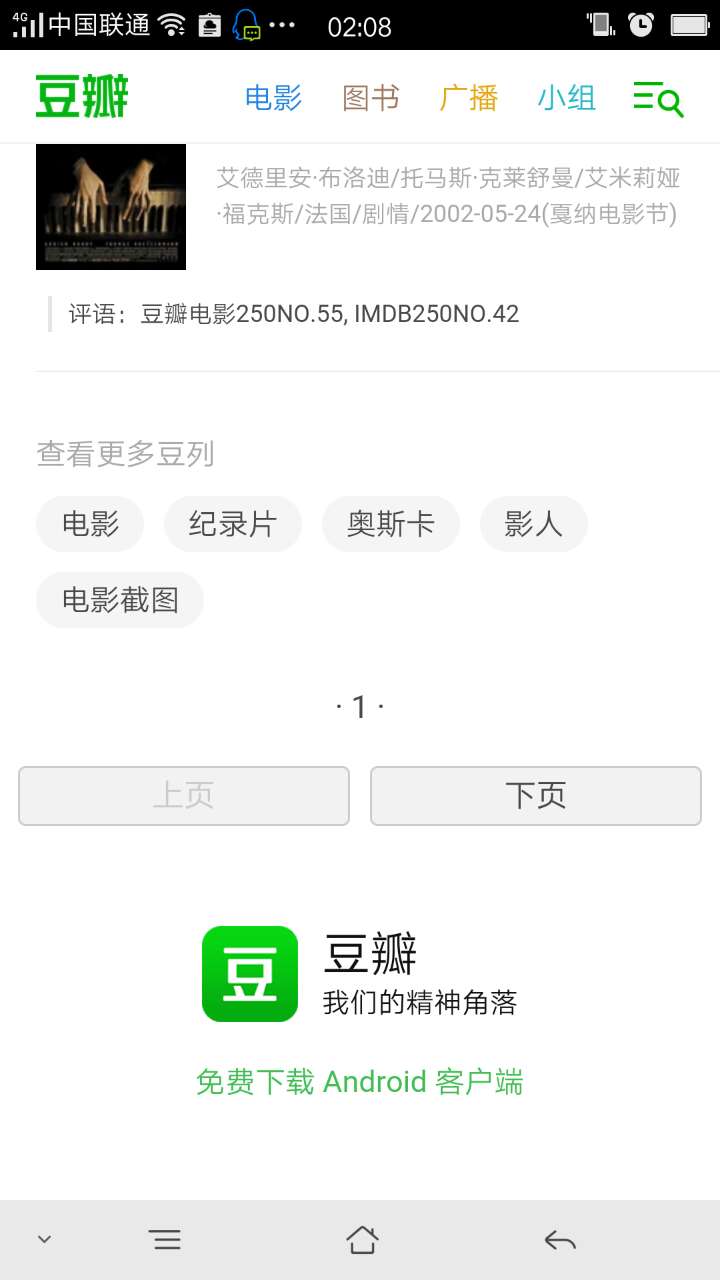 4G 中国联通 02:08
豆瓣 电影 图书 广播 小组
艾德里安·布洛迪/托马斯·克莱舒曼/艾米莉娅
·福克斯/法国/剧情/2002-05-24(戛纳电影节)
评语：豆瓣电影250NO.55, IMDB250NO.42
查看更多豆列
电影 纪录片 奥斯卡 影人
电影截图
· 1 ·
上页 下页
豆 豆瓣
我们的精神角落
免费下载 Android 客户端